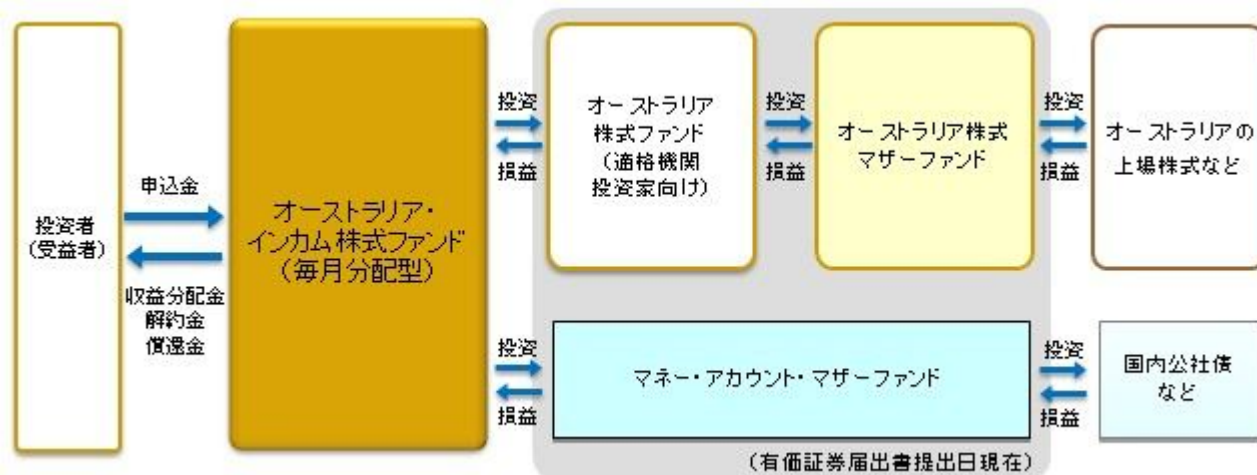 投資者
(受益者)
申込金
収益分配金
解約金
償還金
オーストラリア・
インカム株式ファンド
(毎月分配型)
投資
損益
オーストラリア
株式ファンド
(適格機関
投資家向け)
投資
損益
オーストラリア株式
マザーファンド
投資
損益
オーストラリアの
上場株式など
投資
損益
マネー・アカウント・マザーファンド
投資
損益
国内公社債
など
(有価証券届出書提出日現在)